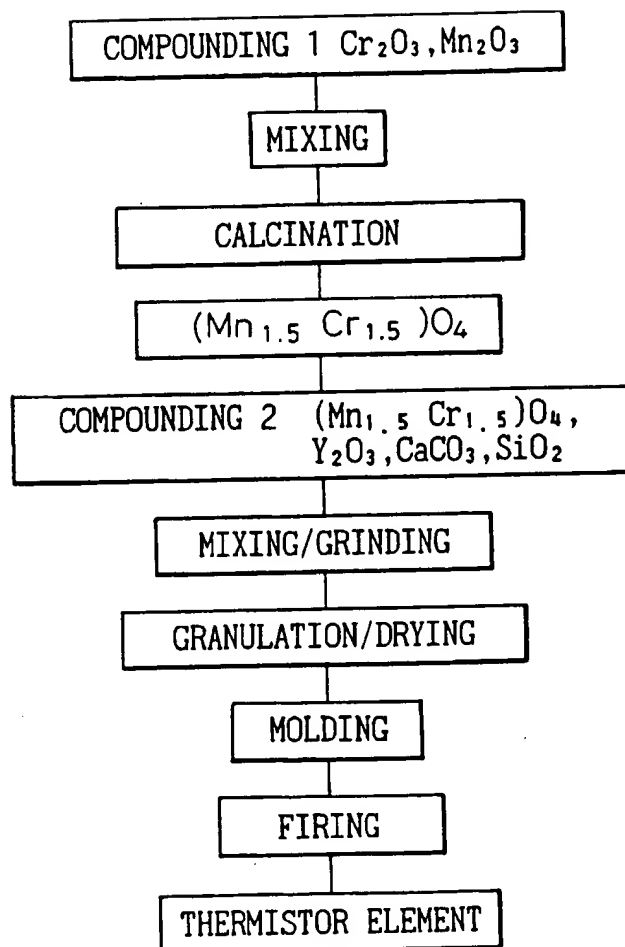 COMPOUNDING 1 Cr₂O₃,Mn₂O₃
MIXING
CALCINATION
(Mn₁.₅ Cr₁.₅)O₄
COMPOUNDING 2 (Mn₁.₅ Cr₁.₅)O₄,
Y₂O₃,CaCO₃,SiO₂
MIXING/GRINDING
GRANULATION/DRYING
MOLDING
FIRING
THERMISTOR ELEMENT